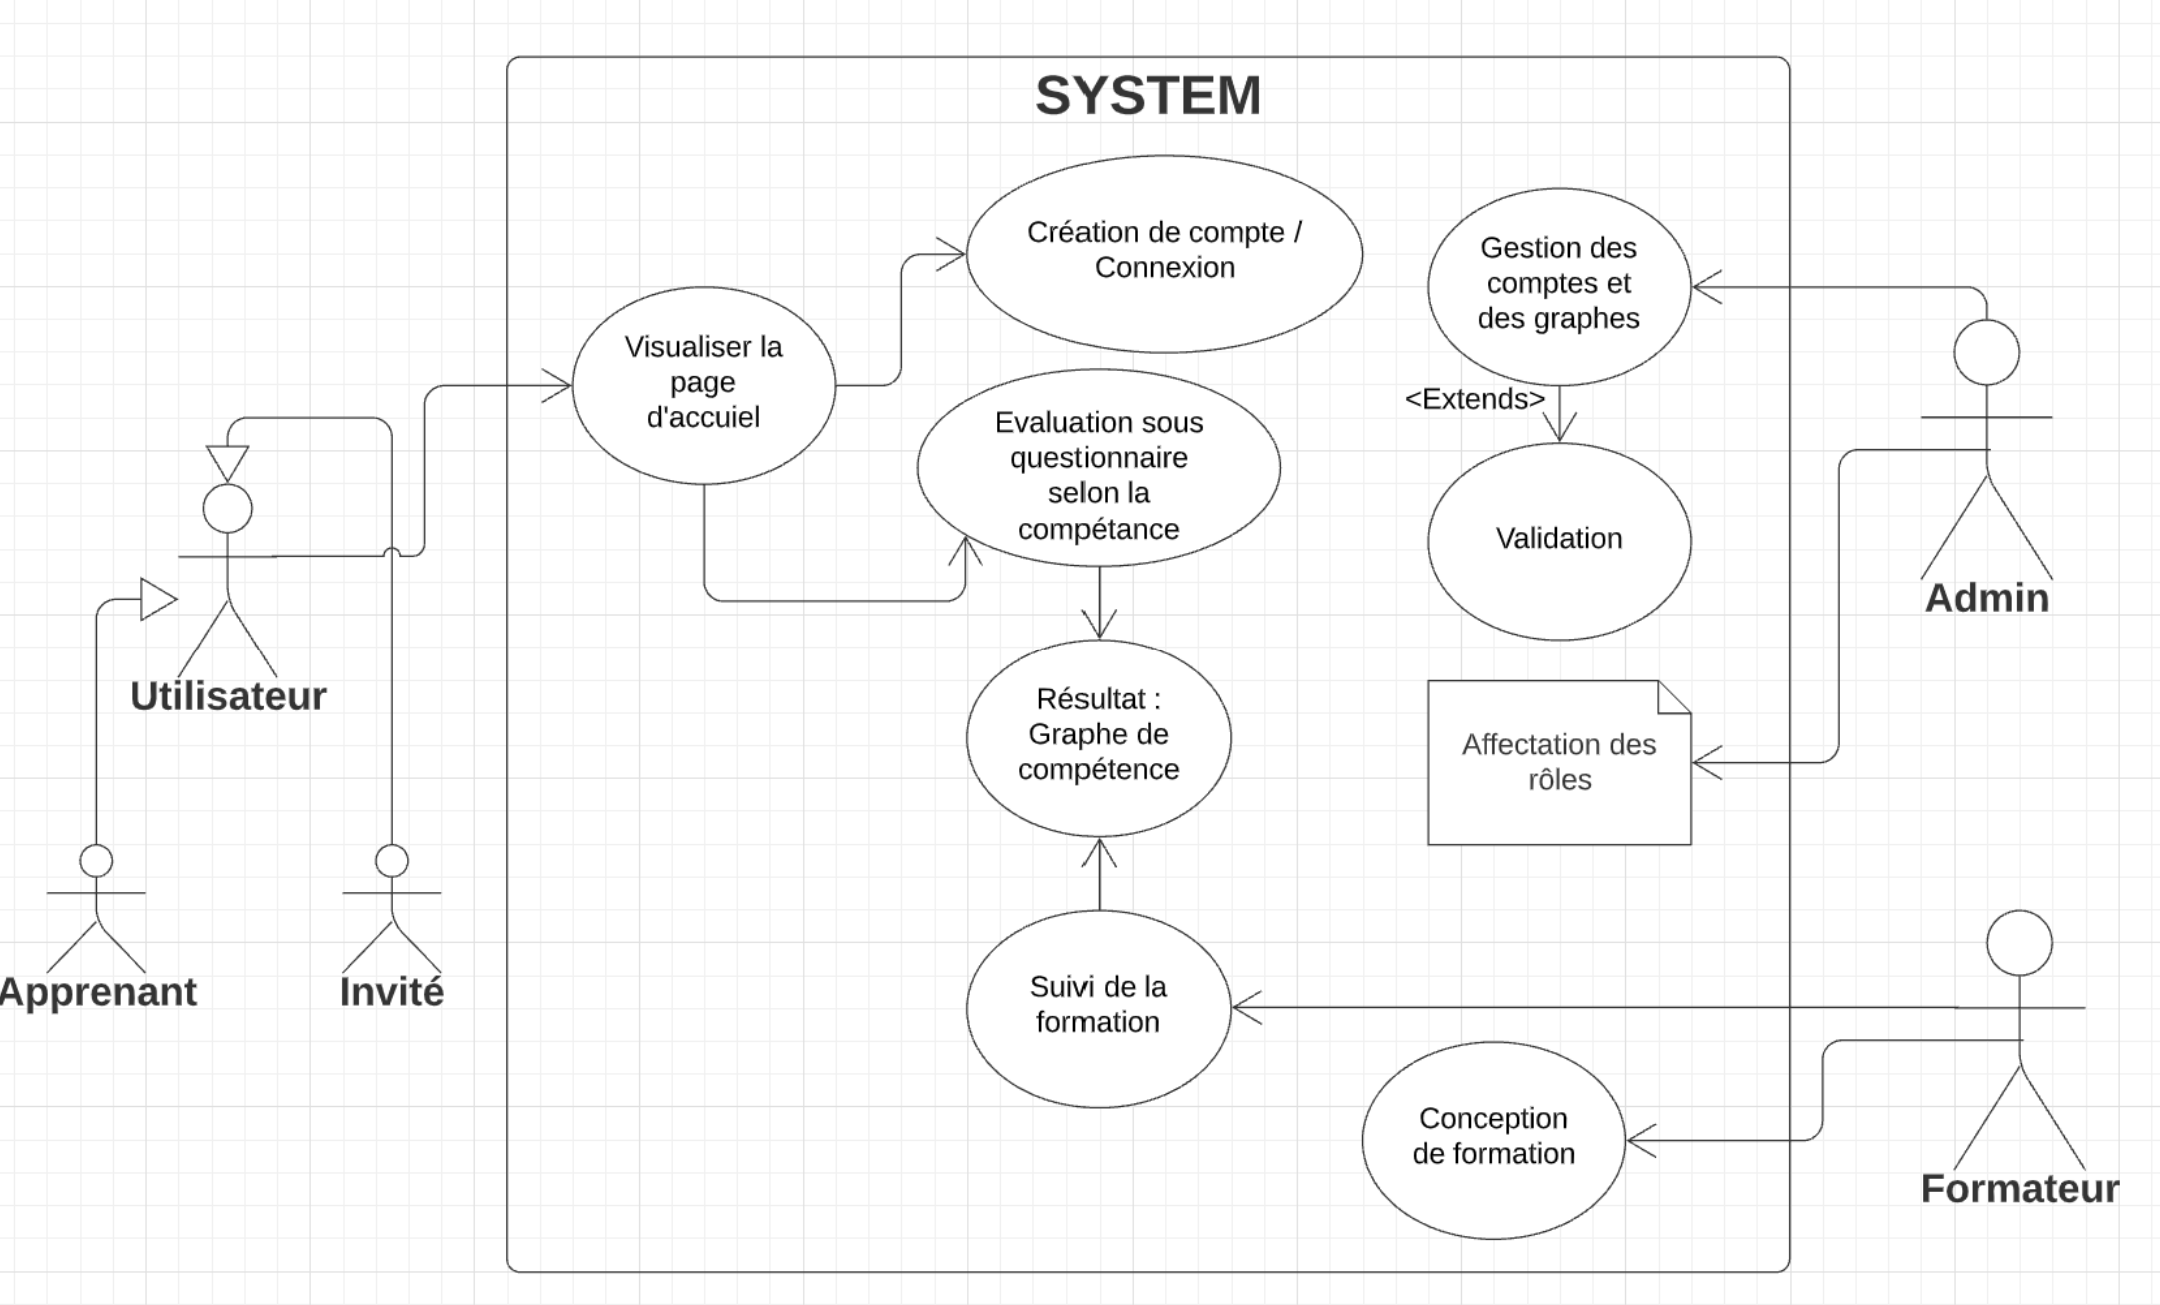 SYSTEM
Création de compte /
Connexion
Gestion des
comptes et
des graphes
Visualiser la
page
d'accuiel
<Extends>
Evaluation sous
questionnaire
selon la
compétance
Validation
Admin
Utilisateur
Résultat :
Graphe de
compétence
Affectation des
rôles
Apprenant
Invité
Suivi de la
formation
Conception
de formation
Formateur